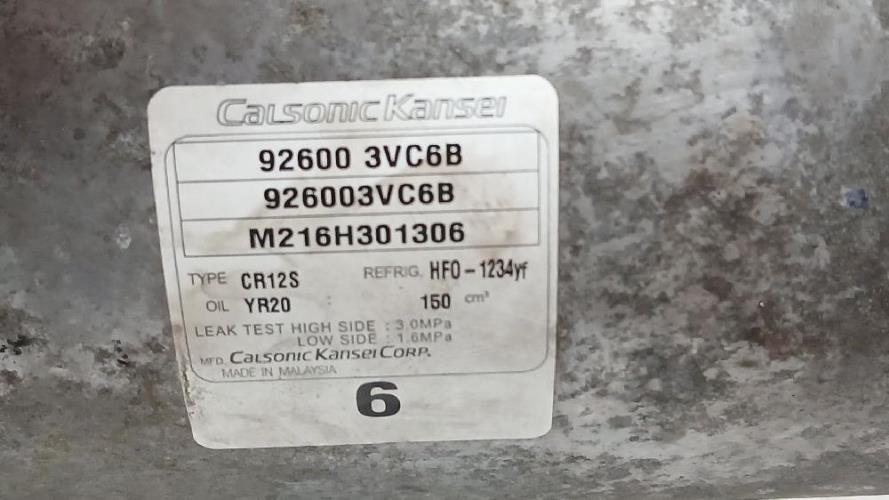 Calsonic Kansei
92600 3VC6B
926003VC6B
M216H301306
TYPE CR12S REFRIG. HFO-1234yf
OIL YR20 : 150 cm³
LEAK TEST HIGH SIDE : 3.0MPa
LOW SIDE : 1.6MPa
MFD. Calsonic Kansei Corp.
MADE IN MALAYSIA
6